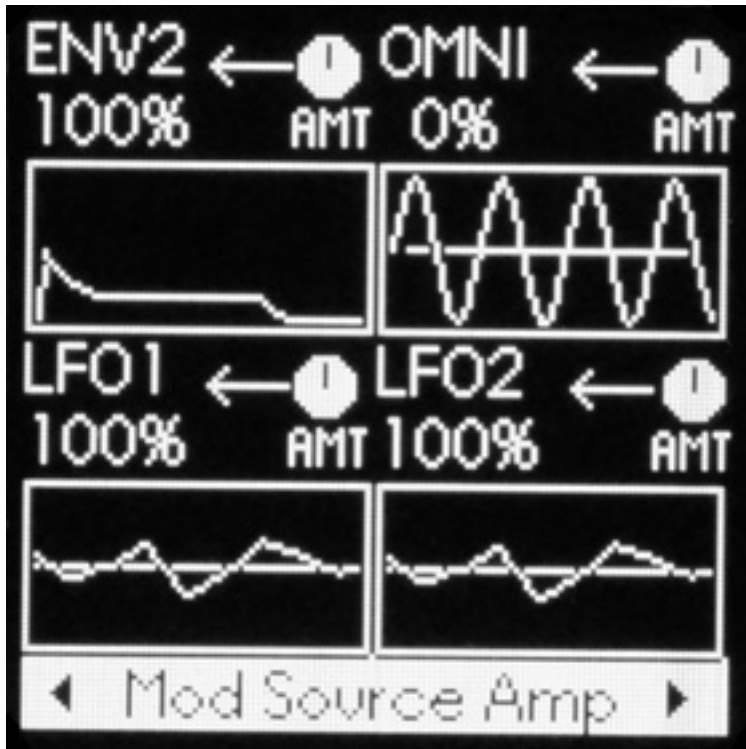 ENV2 OMNI
100% AMT 0% AMT
LFO1 LFO2
100% AMT 100% AMT
Mod Source Amp